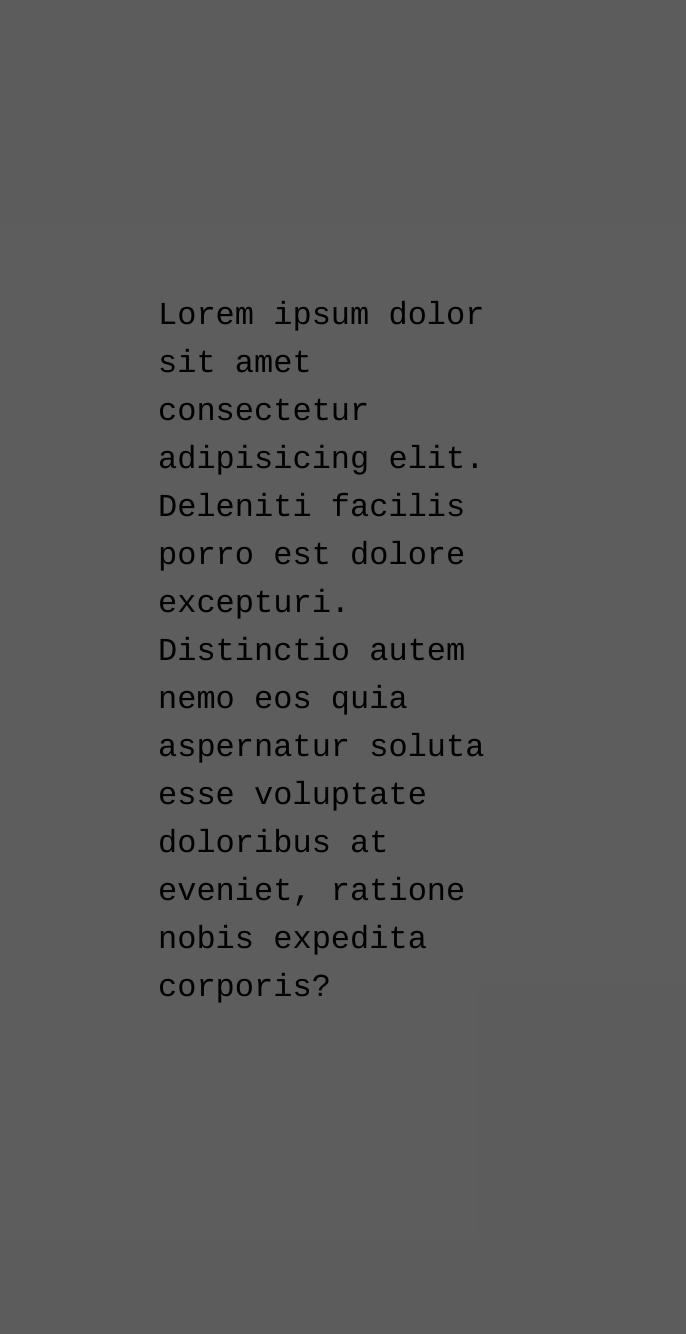 Lorem ipsum dolor
sit amet
consectetur
adipisicing elit.
Deleniti facilis
porro est dolore
excepturi.
Distinctio autem
nemo eos quia
aspernatur soluta
esse voluptate
doloribus at
eveniet, ratione
nobis expedita
corporis?